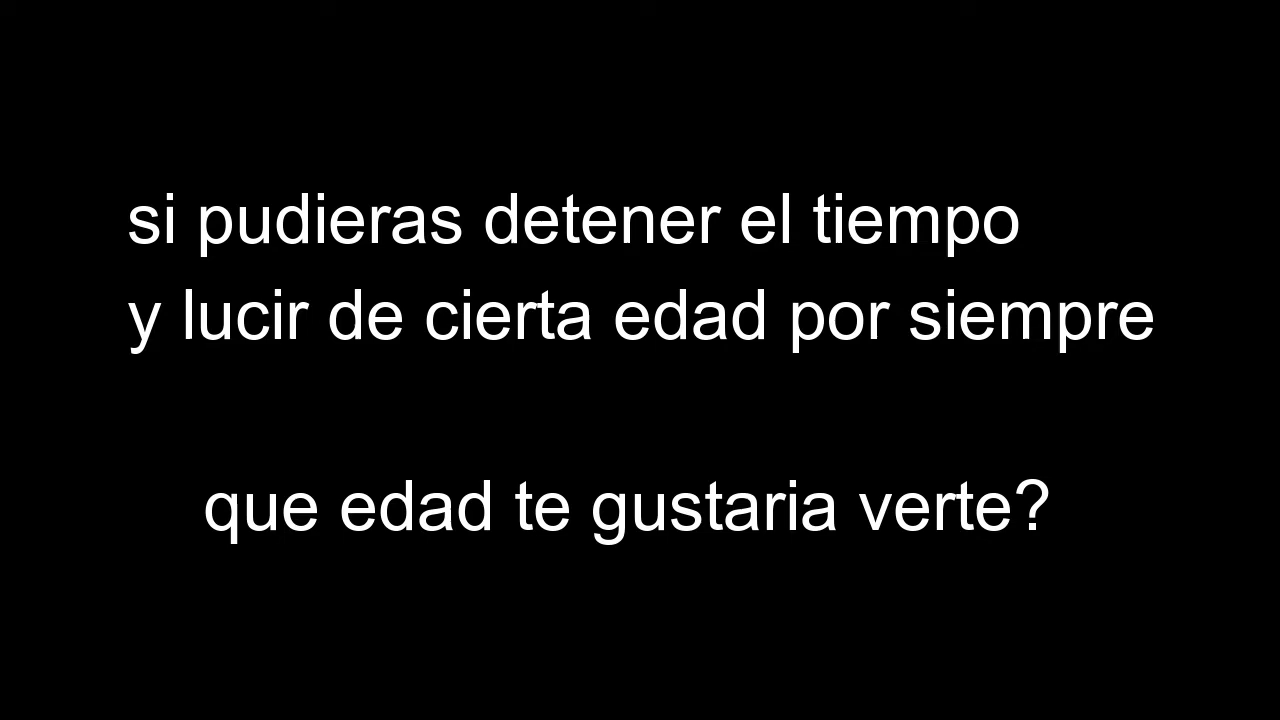 si pudieras detener el tiempo
y lucir de cierta edad por siempre
que edad te gustaria verte?